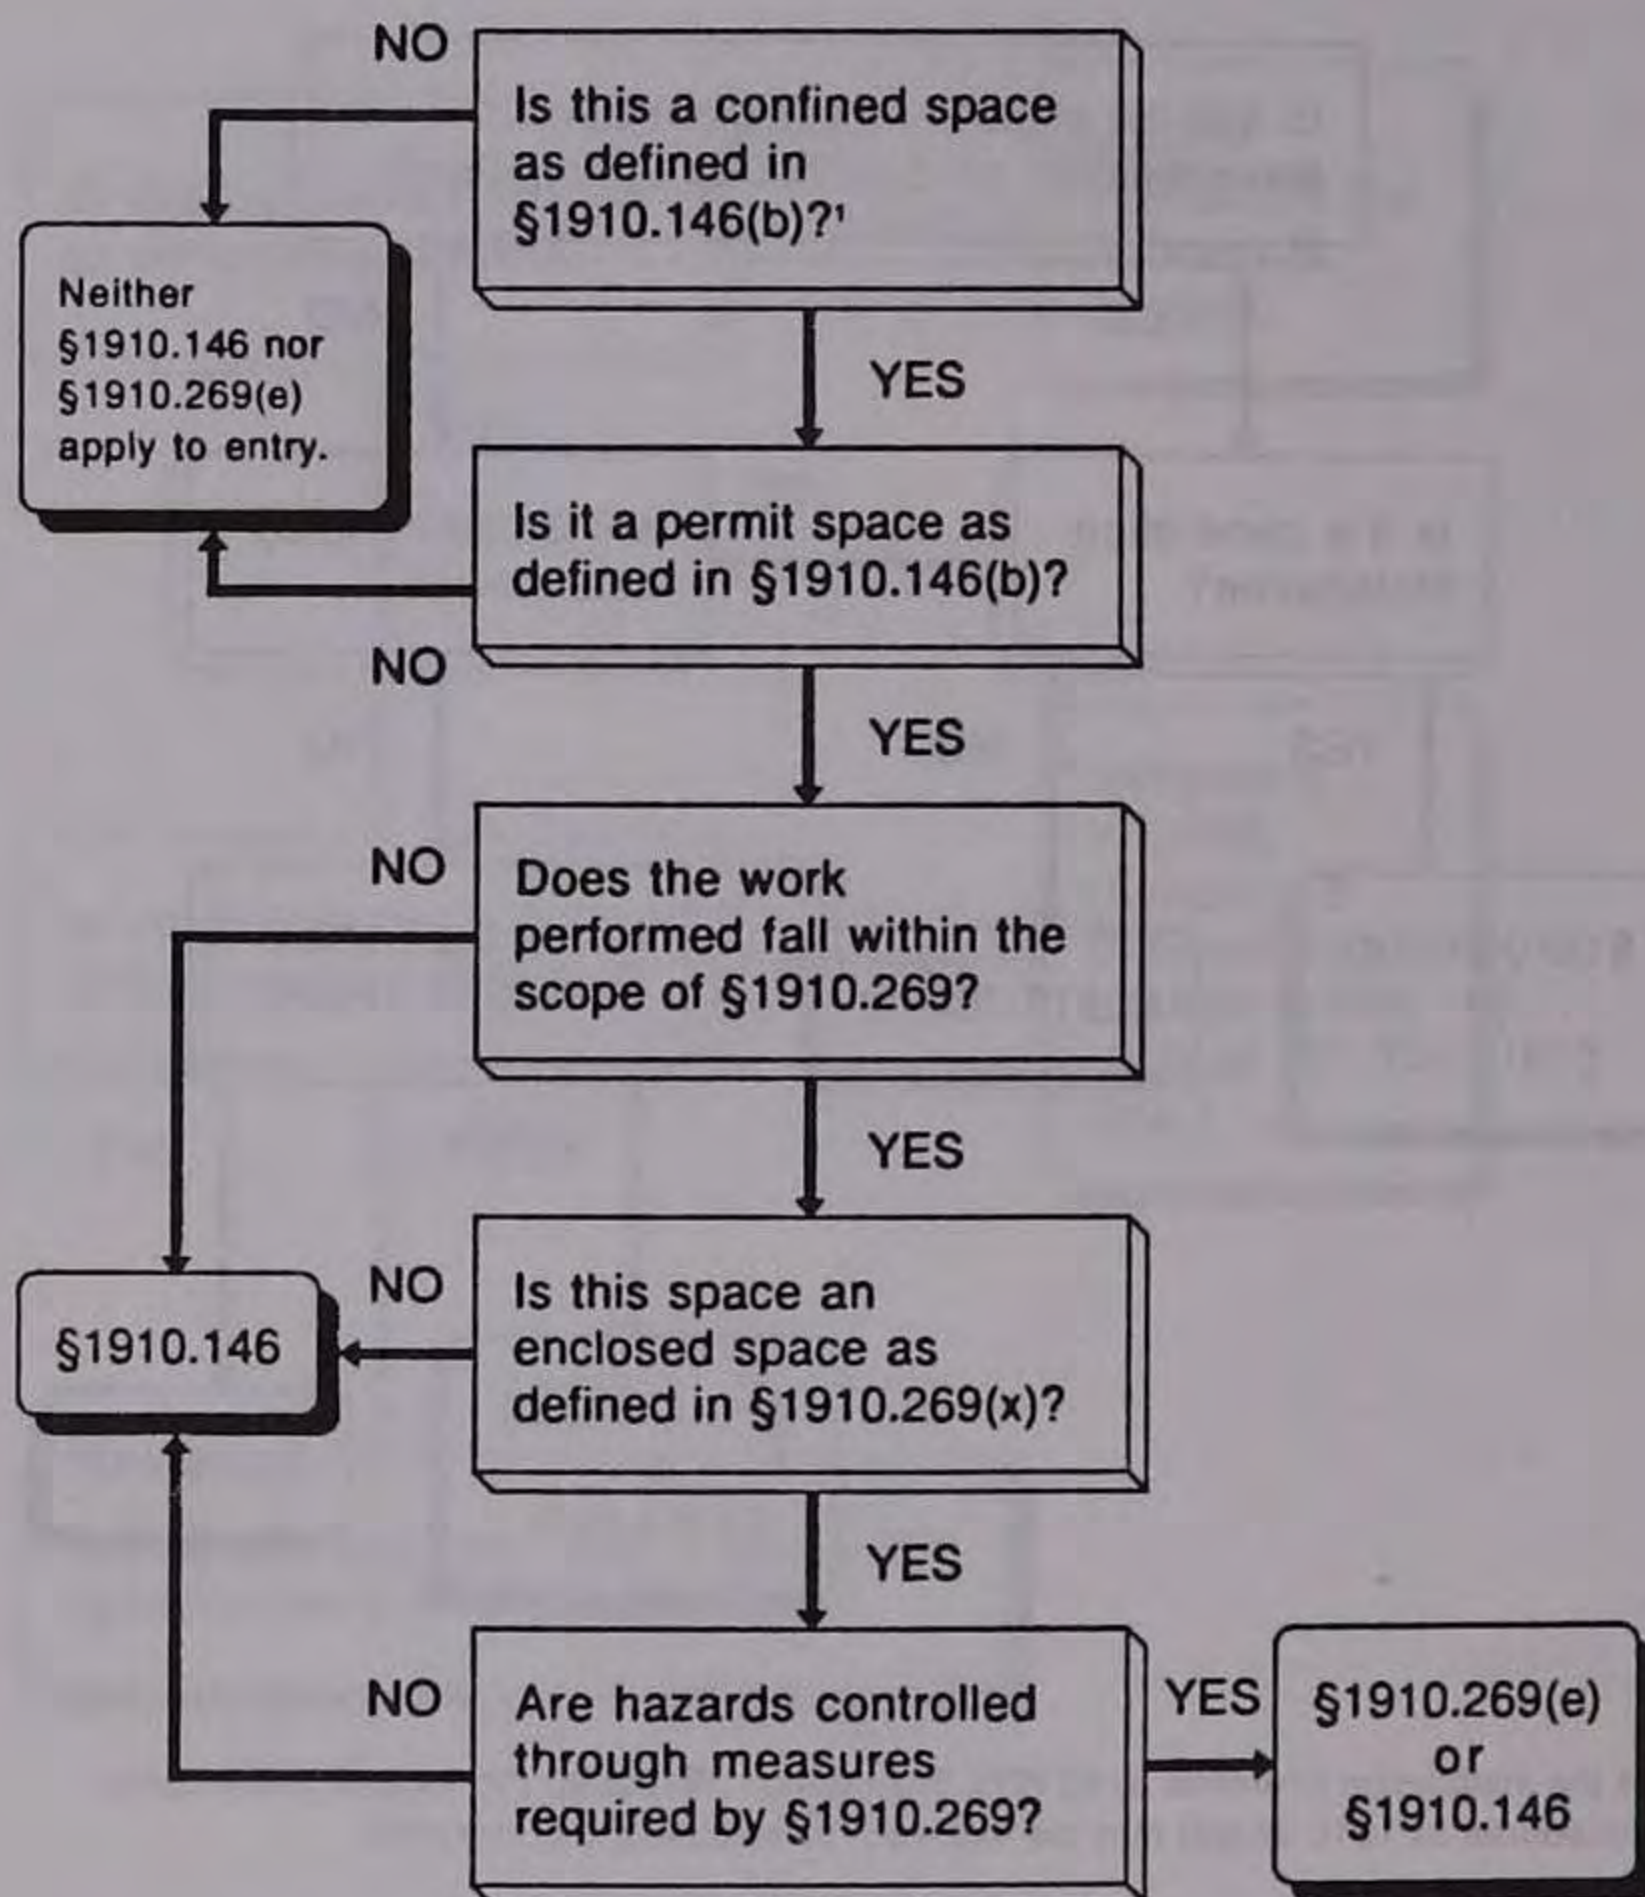 NO
Is this a confined space
as defined in
§1910.146(b)?¹
Neither
§1910.146 nor
§1910.269(e)
apply to entry.
YES
Is it a permit space as
defined in §1910.146(b)?
NO
YES
NO
Does the work
performed fall within the
scope of §1910.269?
YES
NO
Is this space an
enclosed space as
defined in §1910.269(x)?
§1910.146
YES
NO
Are hazards controlled
through measures
required by §1910.269?
YES
§1910.269(e)
or
§1910.146